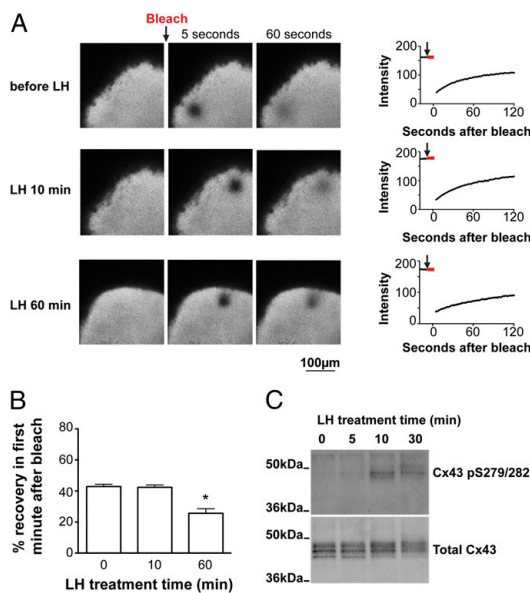 A
Bleach
5 seconds 60 seconds
before LH
LH 10 min
LH 60 min
100µm
Intensity
200
100
0
0 60 120
Seconds after bleach
Intensity
200
100
0
0 60 120
Seconds after bleach
Intensity
200
100
0
0 60 120
Seconds after bleach
B
% recovery in first
minute after bleach
80
60
40
20
0
*
0 10 60
LH treatment time (min)
C
LH treatment time (min)
0 5 10 30
50kDa
Cx43 pS279/282
36kDa
50kDa
Total Cx43
36kDa